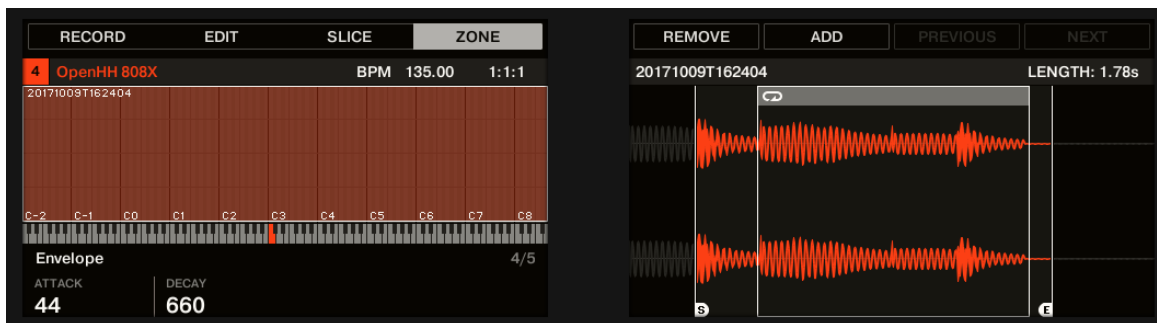 RECORD EDIT SLICE ZONE
4 OpenHH 808X BPM 135.00 1:1:1
20171009T162404
C-2 C-1 C0 C1 C2 C3 C4 C5 C6 C7 C8
Envelope 4/5
ATTACK DECAY
44 660
REMOVE ADD PREVIOUS NEXT
20171009T162404 LENGTH: 1.78s
S E